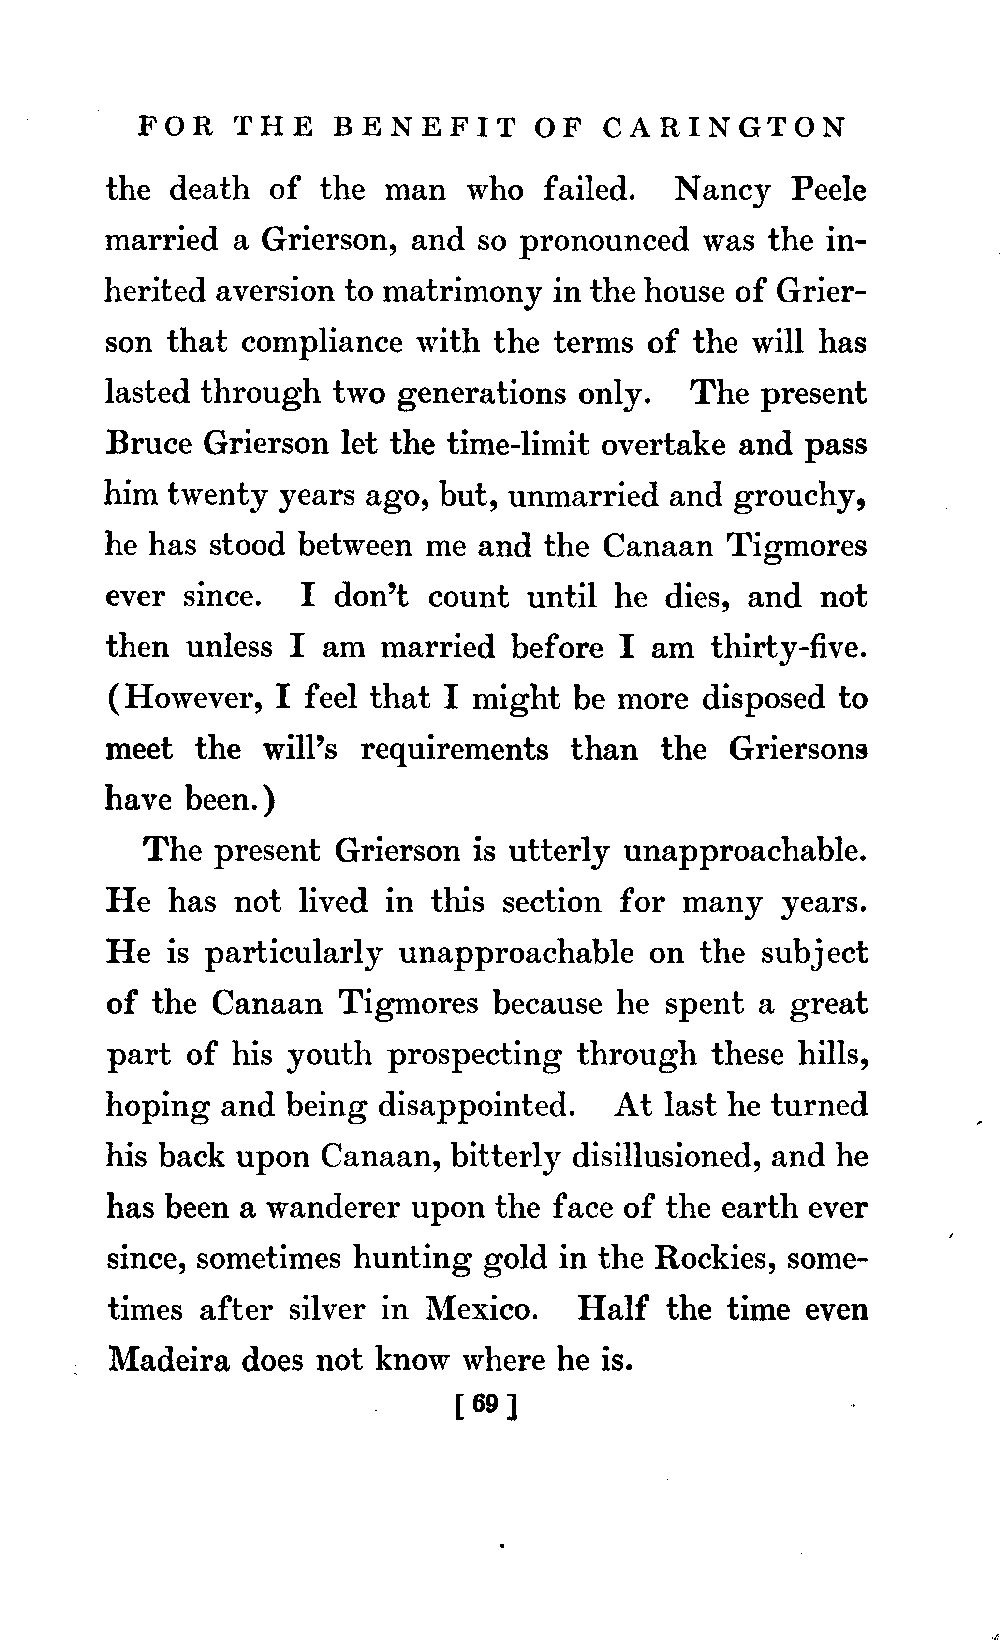 FOR THE BENEFIT OF CARINGTON
the death of the man who failed. Nancy Peele
married a Grierson, and so pronounced was the in-
herited aversion to matrimony in the house of Grier-
son that compliance with the terms of the will has
lasted through two generations only. The present
Bruce Grierson let the time-limit overtake and pass
him twenty years ago, but, unmarried and grouchy,
he has stood between me and the Canaan Tigmores
ever since. I don't count until he dies, and not
then unless I am married before I am thirty-five.
(However, I feel that I might be more disposed to
meet the will's requirements than the Griersons
have been.)
The present Grierson is utterly unapproachable.
He has not lived in this section for many years.
He is particularly unapproachable on the subject
of the Canaan Tigmores because he spent a great
part of his youth prospecting through these hills,
hoping and being disappointed. At last he turned
his back upon Canaan, bitterly disillusioned, and he
has been a wanderer upon the face of the earth ever
since, sometimes hunting gold in the Rockies, some-
times after silver in Mexico. Half the time even
Madeira does not know where he is.
[69]